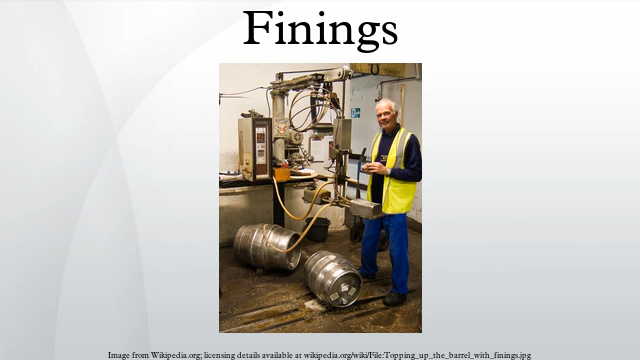 Finings
Image from Wikipedia.org; licensing details available at wikipedia.org/wiki/File:Topping_up_the_barrel_with_finings.jpg